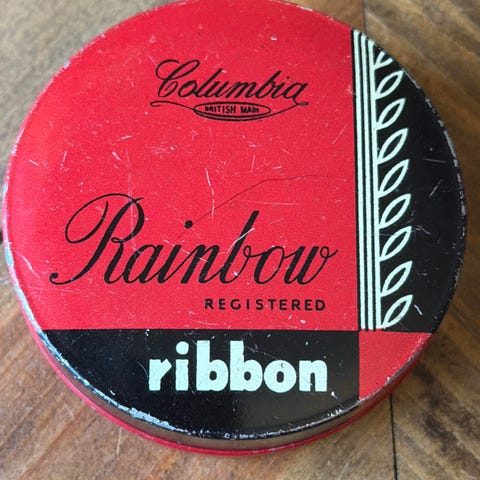 Columbia
BRITISH MADE
Rainbow
REGISTERED
ribbon